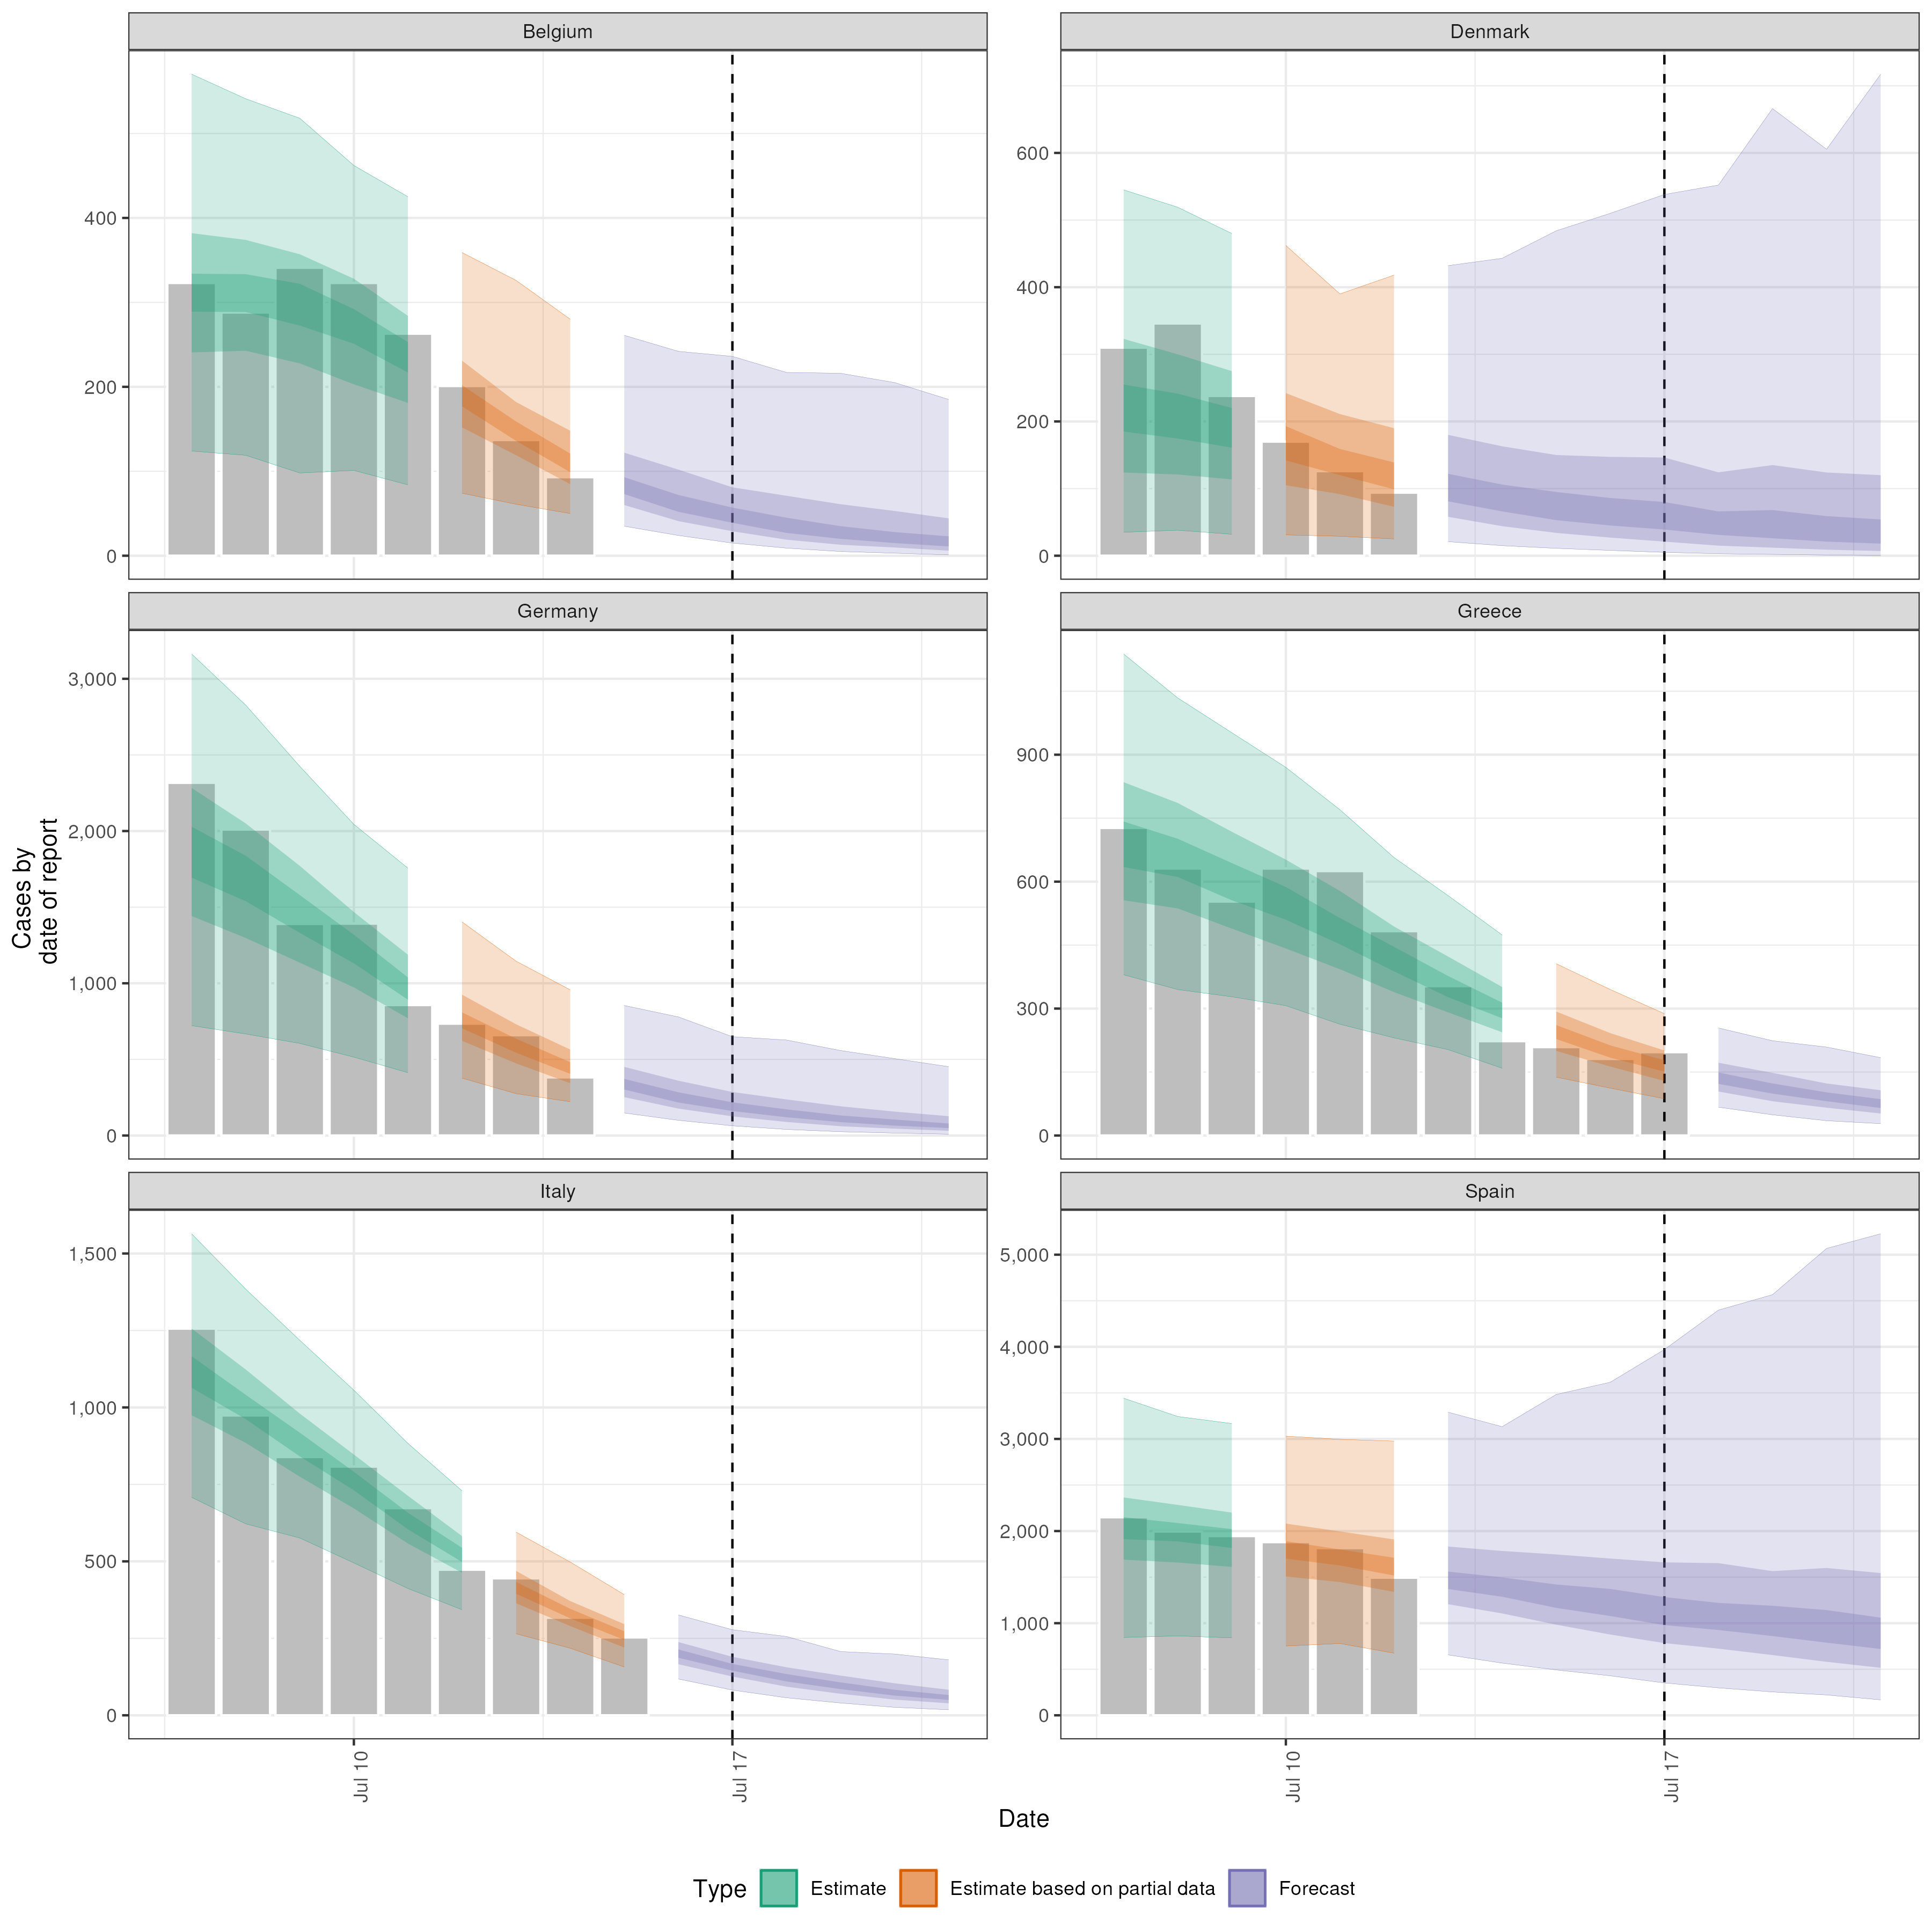 Belgium
Denmark
400
200
0
600
400
200
0
Germany
Greece
3,000
2,000
1,000
0
900
600
300
0
Cases by
date of report
Italy
Spain
1,500
1,000
500
0
5,000
4,000
3,000
2,000
1,000
0
Jul 10
Jul 17
Jul 10
Jul 17
Date
Type
Estimate
Estimate based on partial data
Forecast